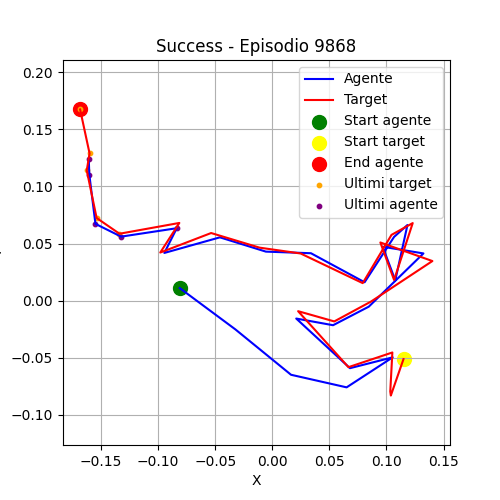 Success - Episodio 9868
0.20
0.15
0.10
0.05
0.00
−0.05
−0.10
−0.15
−0.10
−0.05
0.00
0.05
0.10
0.15
X
Agente
Target
Start agente
Start target
End agente
Ultimi target
Ultimi agente